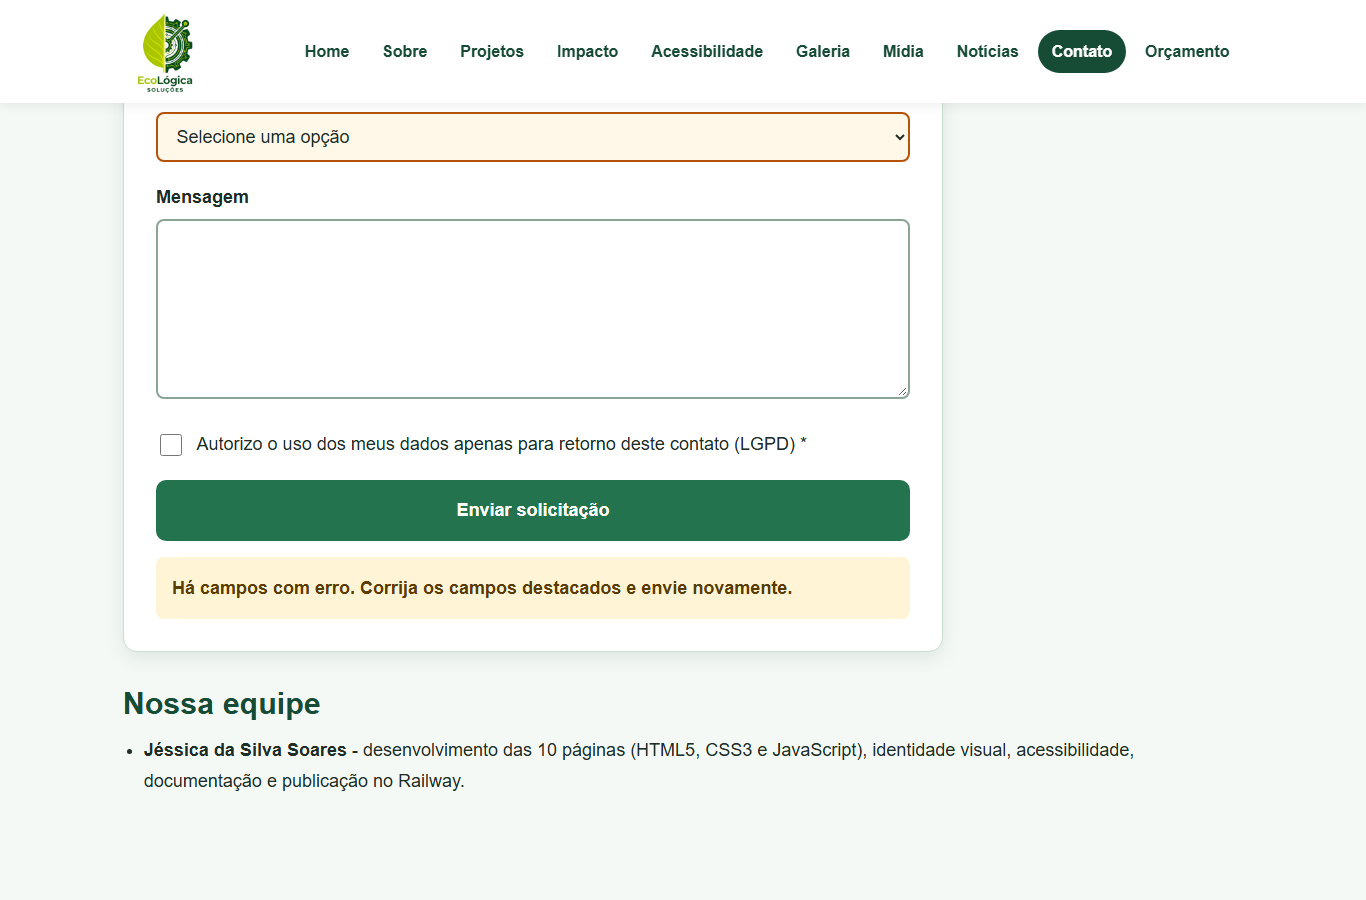 EcoLógica
SOLUÇÕES
Home
Sobre
Projetos
Impacto
Acessibilidade
Galeria
Mídia
Notícias
Contato
Orçamento
Selecione uma opção
Mensagem
Autorizo o uso dos meus dados apenas para retorno deste contato (LGPD) *
Enviar solicitação
Há campos com erro. Corrija os campos destacados e envie novamente.
Nossa equipe
Jéssica da Silva Soares - desenvolvimento das 10 páginas (HTML5, CSS3 e JavaScript), identidade visual, acessibilidade,
documentação e publicação no Railway.